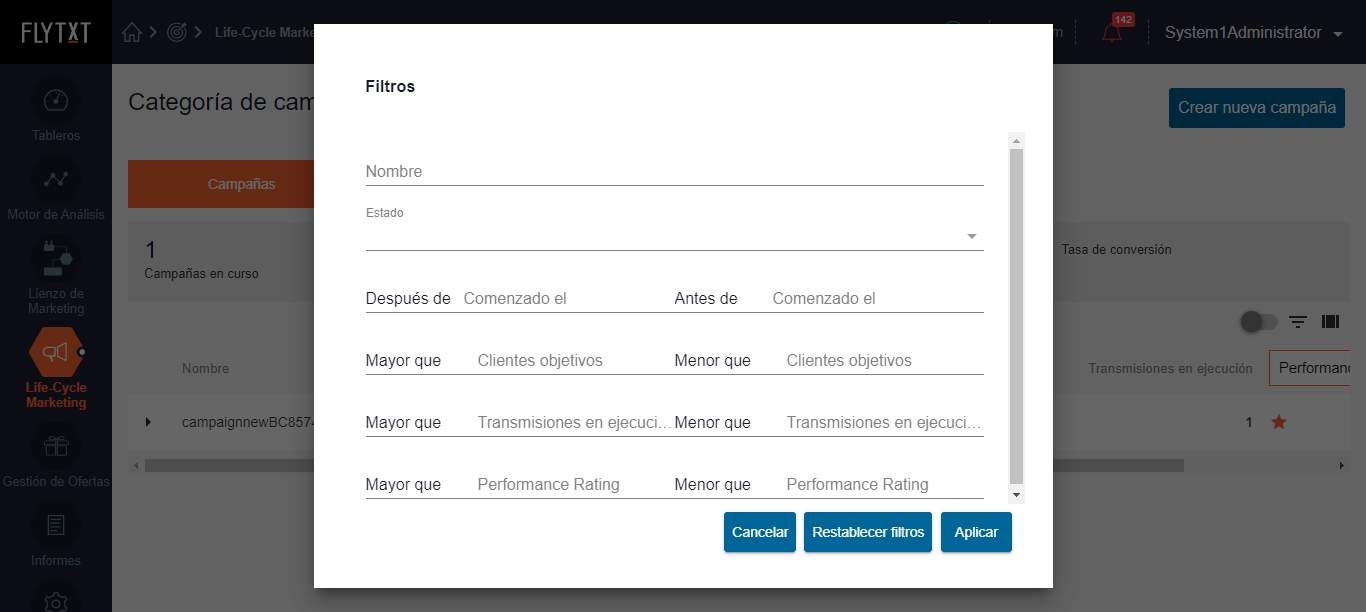 FLYTXT
Life-Cycle Marke
m
142
System1Administrator
Tableros
Motor de Análisis
Lienzo de
Marketing
Life-Cycle
Marketing
Gestión de Ofertas
Informes
Categoría de cam
Crear nueva campaña
Campañas
1
Campañas en curso
Tasa de conversión
Nombre
Transmisiones en ejecución
Performanc
campaignnewBC8574
1
Filtros
Nombre
Estado
Después de Comenzado el Antes de Comenzado el
Mayor que Clientes objetivos Menor que Clientes objetivos
Mayor que Transmisiones en ejecuci... Menor que Transmisiones en ejecuci...
Mayor que Performance Rating Menor que Performance Rating
Cancelar Restablecer filtros Aplicar